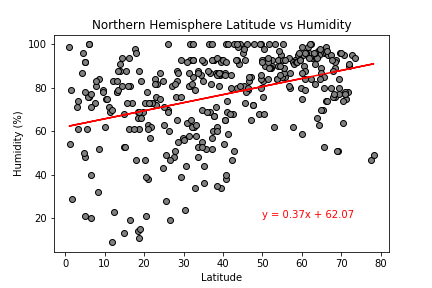 Northern Hemisphere Latitude vs Humidity
100
80
60
40
20
Humidity (%)
y = 0.37x + 62.07
0 10 20 30 40 50 60 70 80
Latitude